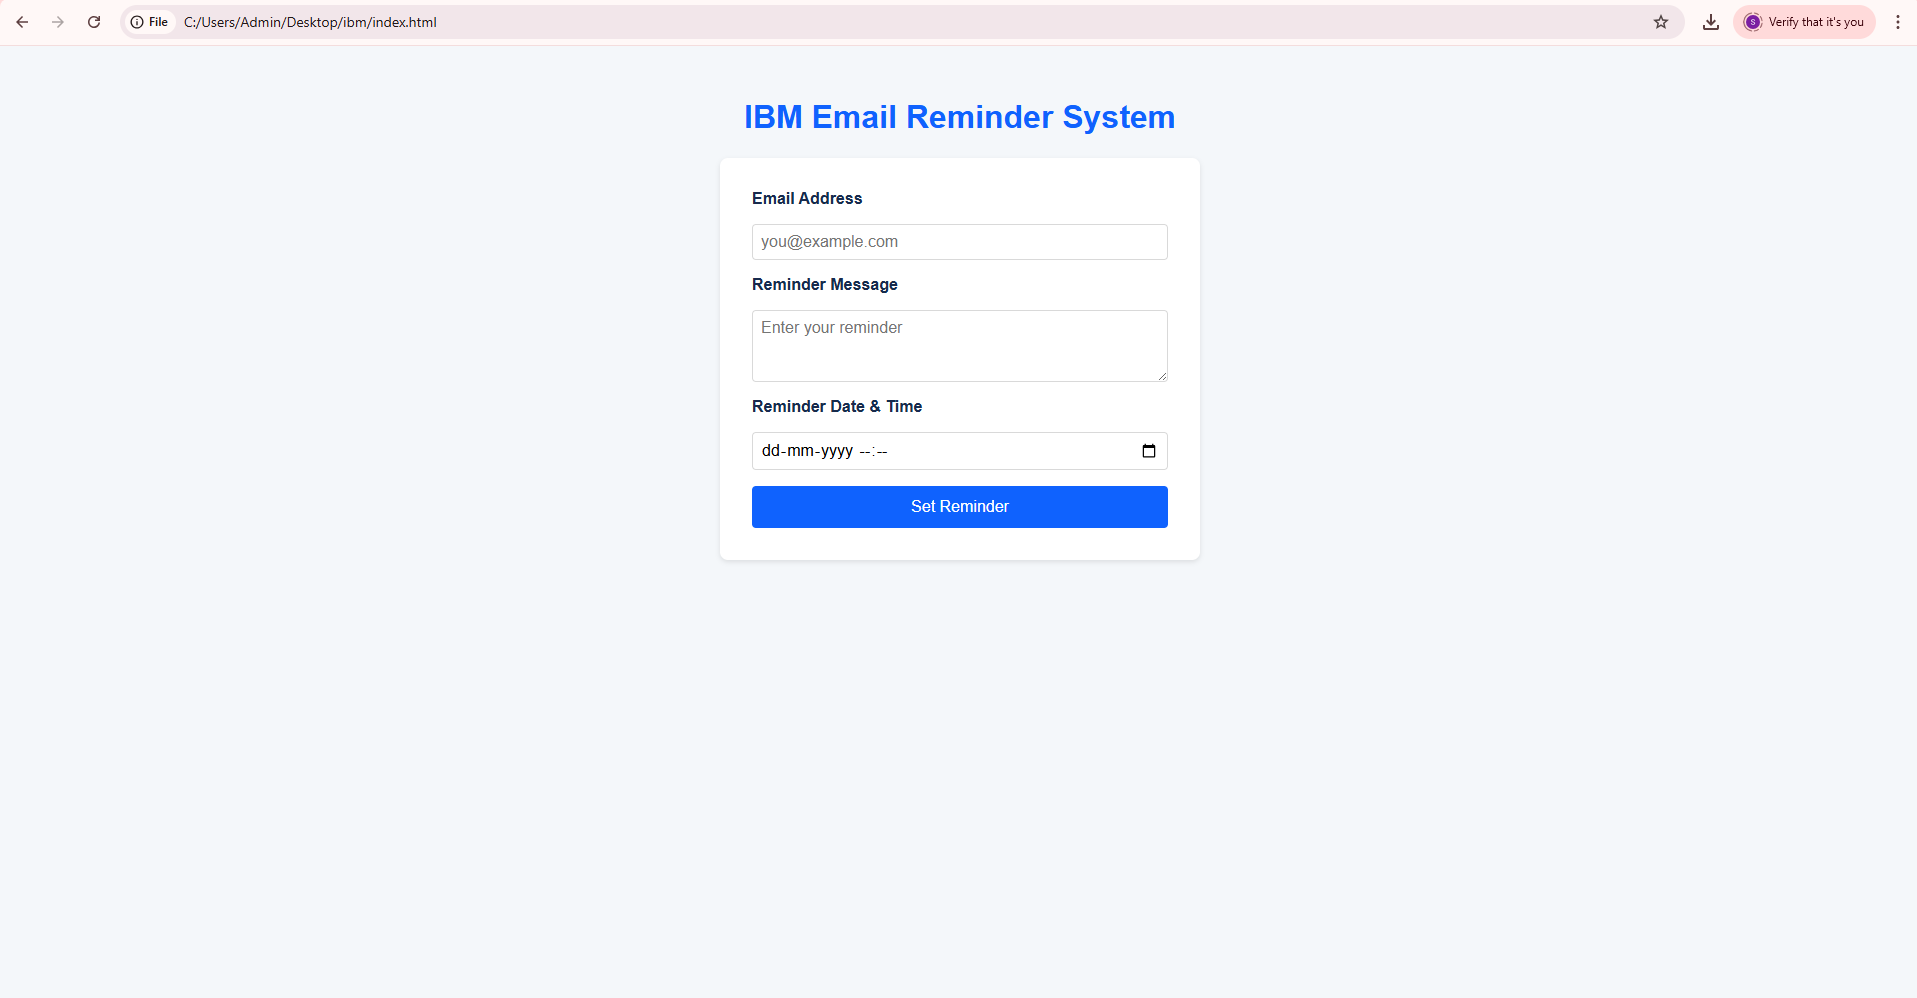 File C:/Users/Admin/Desktop/ibm/index.html S Verify that it's you
IBM Email Reminder System
Email Address
you@example.com
Reminder Message
Enter your reminder
Reminder Date & Time
dd-mm-yyyy --:--
Set Reminder